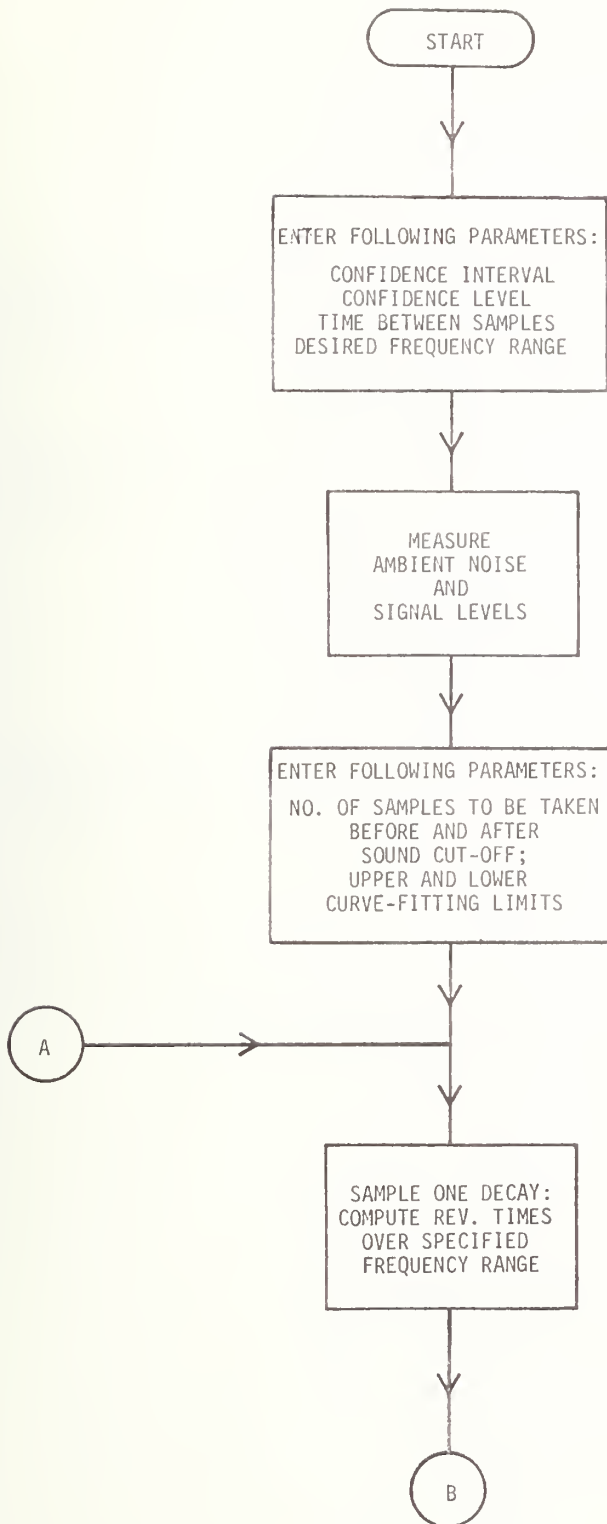 START
ENTER FOLLOWING PARAMETERS:
CONFIDENCE INTERVAL
CONFIDENCE LEVEL
TIME BETWEEN SAMPLES
DESIRED FREQUENCY RANGE
MEASURE
AMBIENT NOISE
AND
SIGNAL LEVELS
ENTER FOLLOWING PARAMETERS:
NO. OF SAMPLES TO BE TAKEN
BEFORE AND AFTER
SOUND CUT-OFF;
UPPER AND LOWER
CURVE-FITTING LIMITS
A
SAMPLE ONE DECAY:
COMPUTE REV. TIMES
OVER SPECIFIED
FREQUENCY RANGE
B